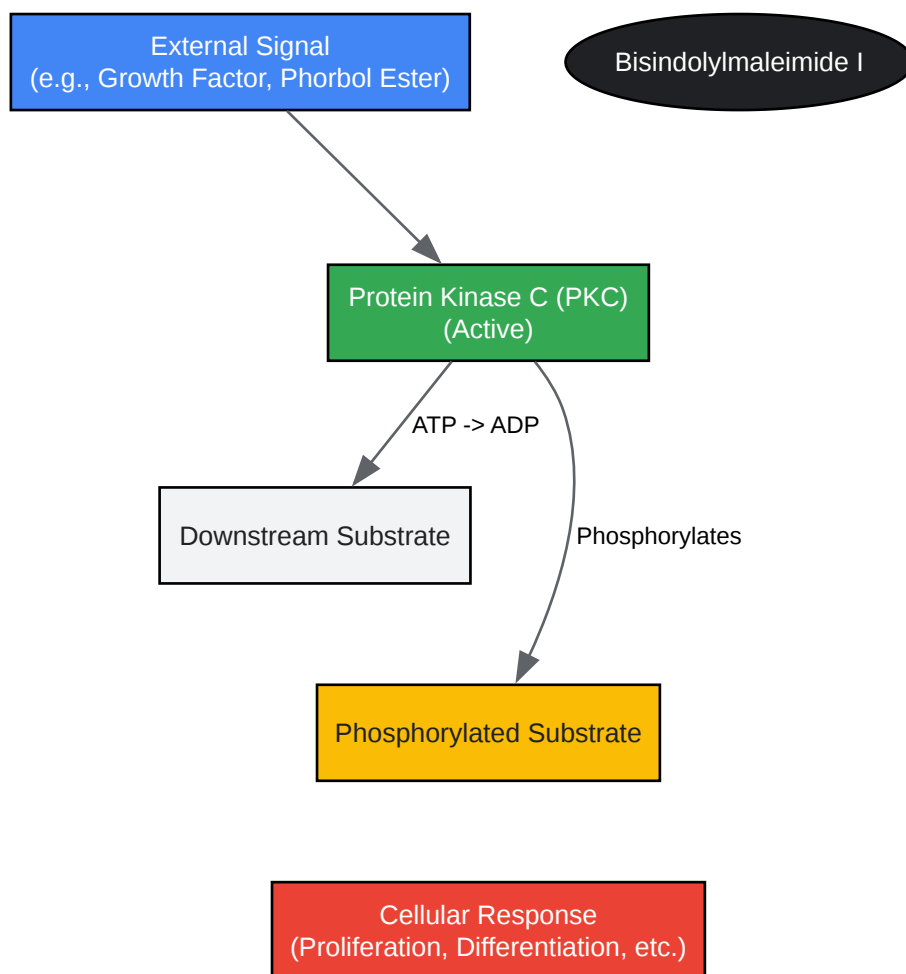 External Signal
(e.g., Growth Factor, Phorbol Ester)
Bisindolylmaleimide I
Protein Kinase C (PKC)
(Active)
ATP -> ADP
Downstream Substrate
Phosphorylates
Phosphorylated Substrate
Cellular Response
(Proliferation, Differentiation, etc.)